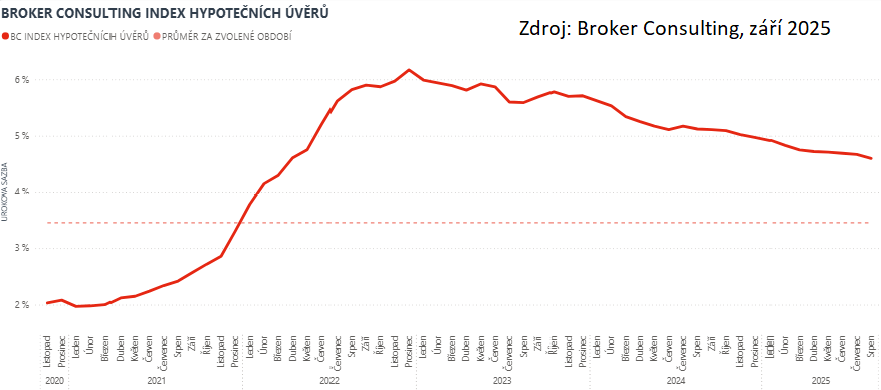 BROKER CONSULTING INDEX HYPOTEČNÍCH ÚVĚRŮ
Zdroj: Broker Consulting, září 2025
BC INDEX HYPOTEČNÍCH ÚVĚRŮ PRŮMĚR ZA ZVOLENÉ OBDOBÍ
6 %
5 %
4 %
3 %
2 %
ÚROKOVÁ SAZBA
Listopad Prosinec Leden Únor Březen Duben Květen Červen Červenec Srpen Září Říjen Listopad Prosinec Leden Únor Březen Duben Květen Červen Červenec Srpen Září Říjen Listopad Prosinec Leden Únor Březen Duben Květen Červen Červenec Srpen Září Říjen Listopad Prosinec Leden Únor Březen Duben Květen Červen Červenec Srpen Září Říjen Listopad Prosinec Leden Únor Březen Duben Květen Červen Červenec Srpen
2020 2021 2022 2023 2024 2025